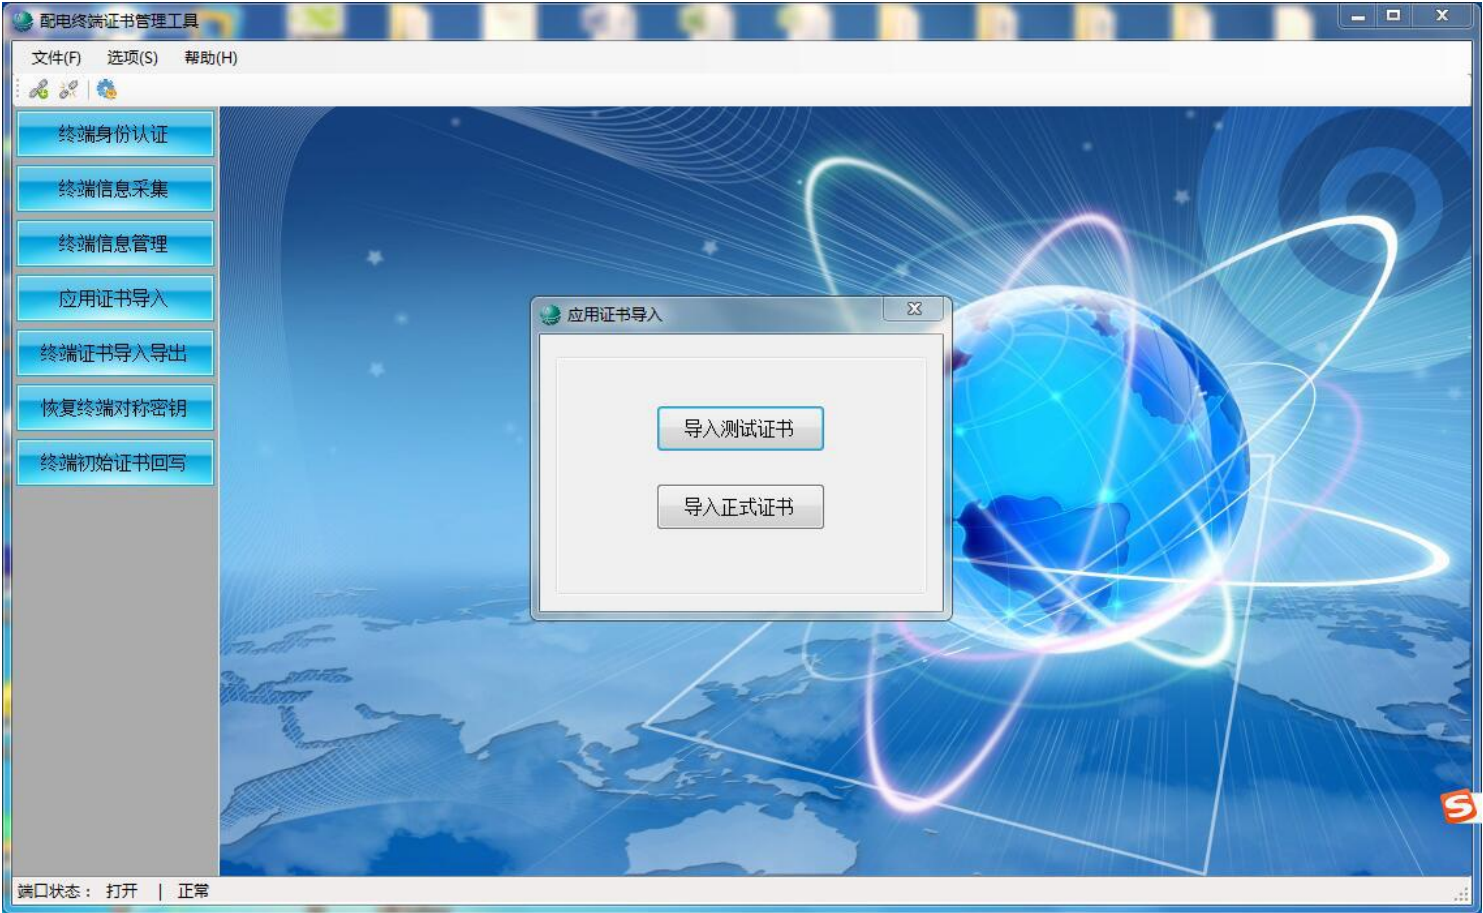 配电终端证书管理工具
文件(F) 选项(S) 帮助(H)
终端身份认证
终端信息采集
终端信息管理
应用证书导入
终端证书导入导出
恢复终端对称密钥
终端初始证书回写
应用证书导入
导入测试证书
导入正式证书
端口状态： 打开 | 正常